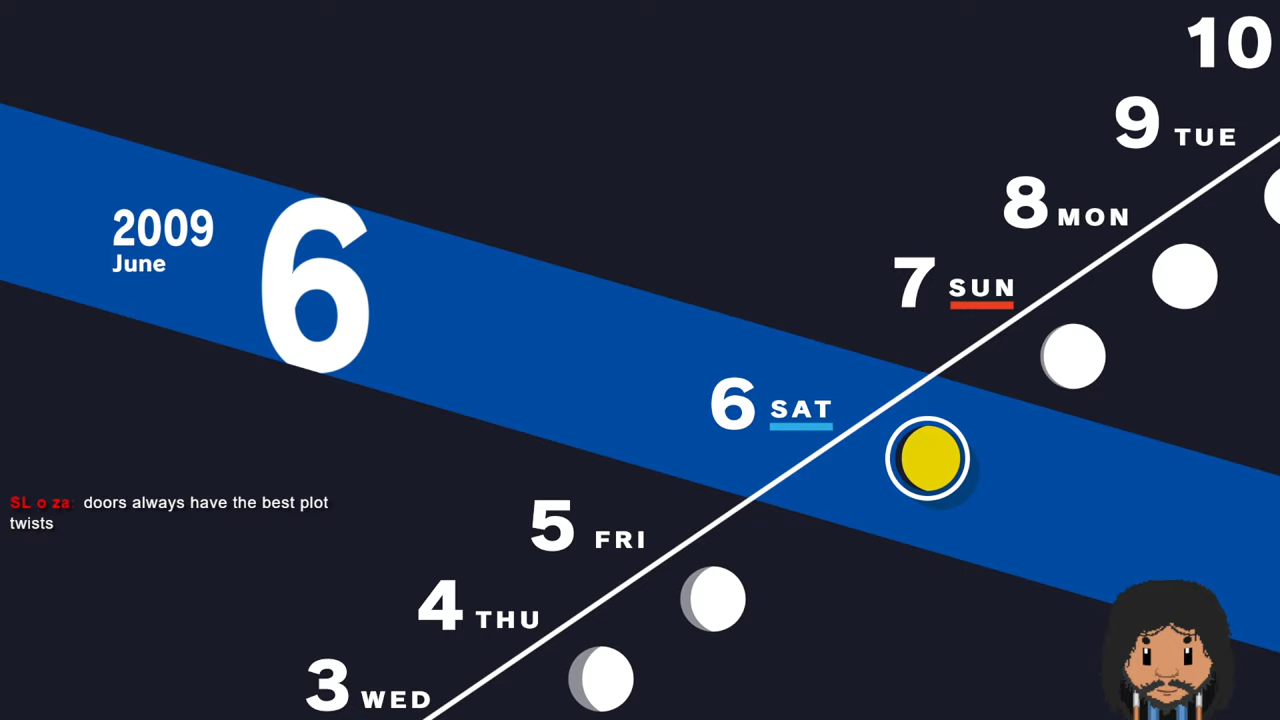 10
9 TUE
8 MON
7 SUN
6 SAT
5 FRI
4 THU
3 WED
2009
June
6
SL o za: doors always have the best plot
twists